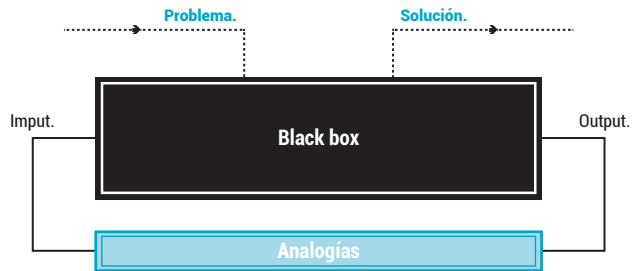 Problema.
Solución.
Imput.
Output.
Black box
Analogías